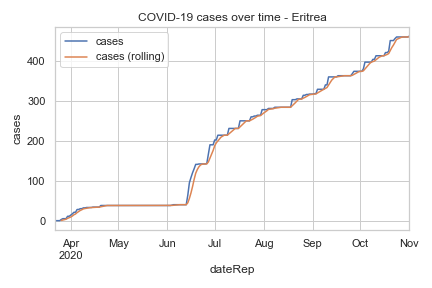 COVID-19 cases over time - Eritrea
cases
cases (rolling)
400
300
200
100
0
cases
Apr
2020
May
Jun
Jul
Aug
Sep
Oct
Nov
dateRep